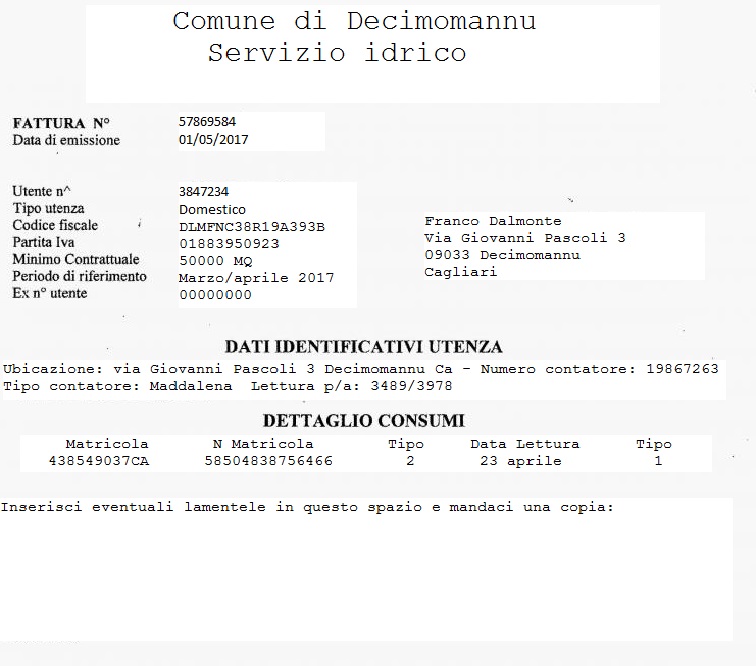 Comune di Decimomannu
Servizio idrico
FATTURA N° 57869584
Data di emissione 01/05/2017
Utente n^ 3847234
Tipo utenza Domestico
Codice fiscale DLMFNC38R19A393B
Partita Iva 01883950923
Minimo Contrattuale 50000 MQ
Periodo di riferimento Marzo/aprile 2017
Ex n° utente 00000000
Franco Dalmonte
Via Giovanni Pascoli 3
09033 Decimomannu
Cagliari
DATI IDENTIFICATIVI UTENZA
Ubicazione: via Giovanni Pascoli 3 Decimomannu Ca - Numero contatore: 19867263
Tipo contatore: Maddalena Lettura p/a: 3489/3978
DETTAGLIO CONSUMI
Matricola N Matricola Tipo Data Lettura Tipo
438549037CA 58504838756466 2 23 aprile 1
Inserisci eventuali lamentele in questo spazio e mandaci una copia: